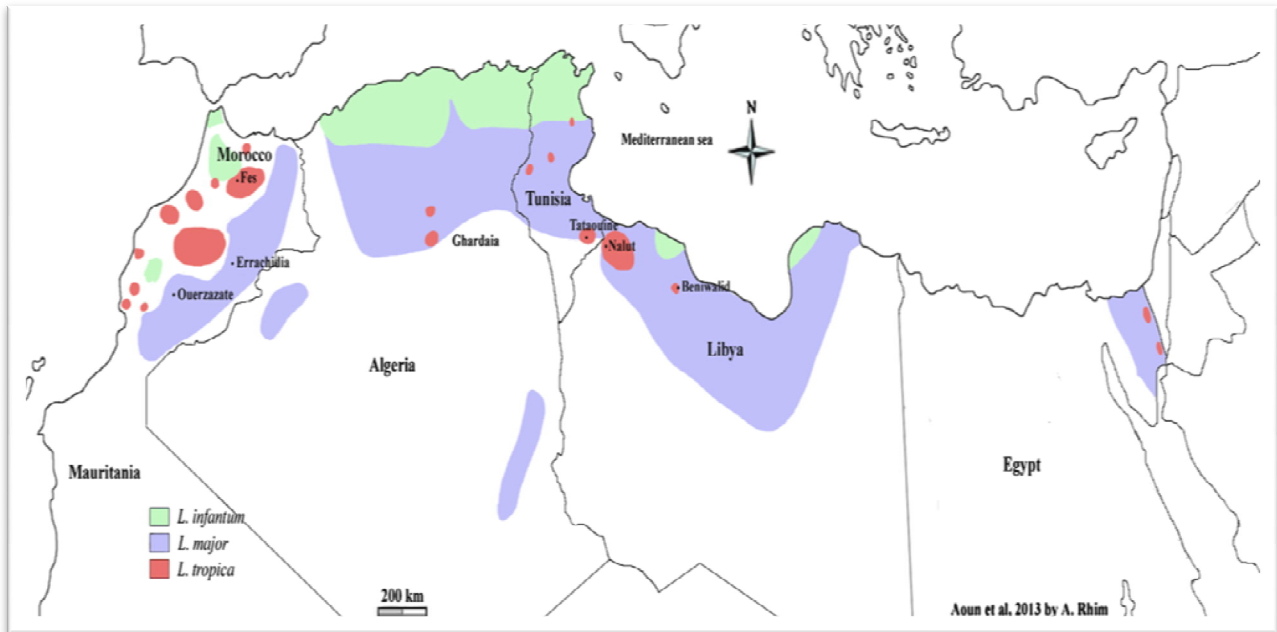 N
Mediterranean sea
Morocco
Fes
Tunisia
Tataouine
Ghardaia
Nalut
Errachidia
Ouerzazate
Beniwalid
Libya
Algeria
Mauritania
Egypt
L. infantum
L. major
L. tropica
200 km
Aoun et al, 2013 by A. Rhim